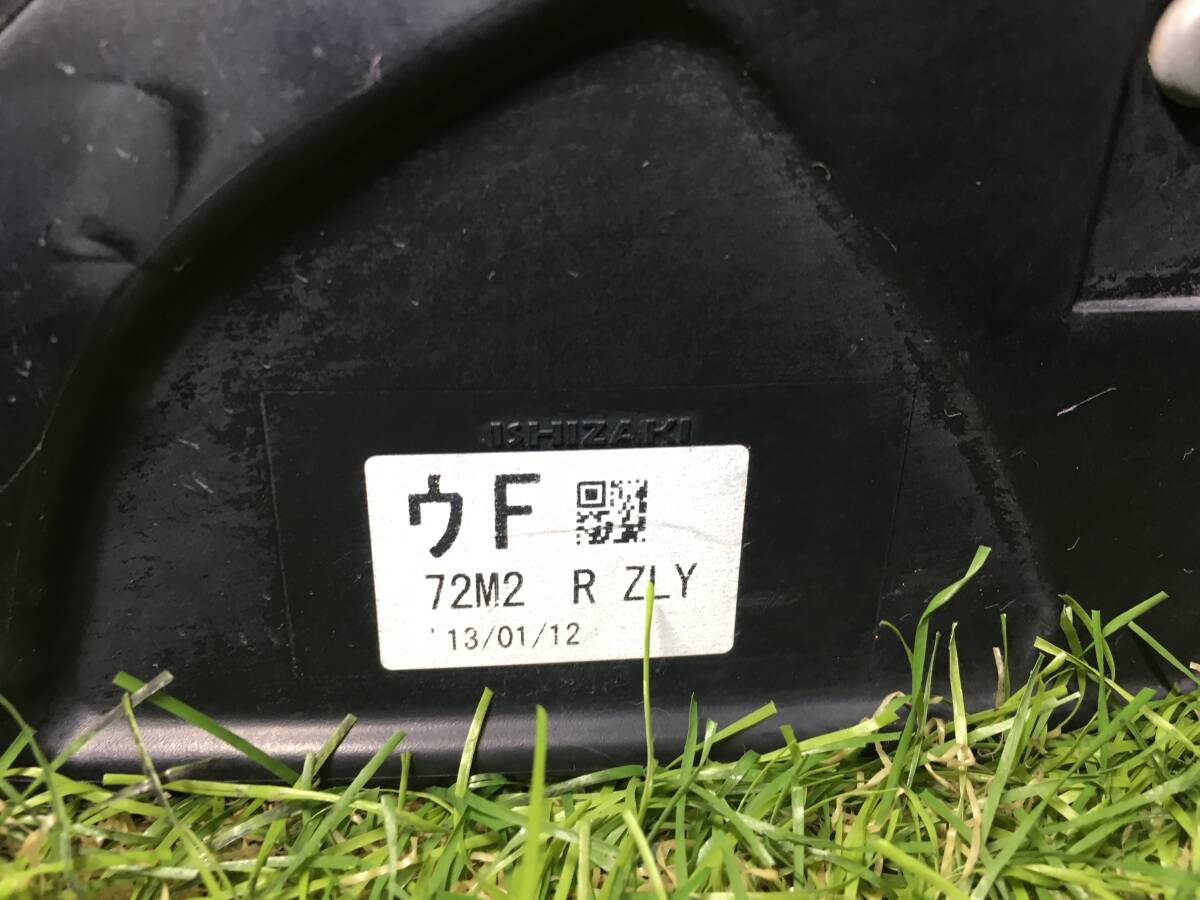 ISHIZAKI
ウF
72M2 R ZLY
'13/01/12